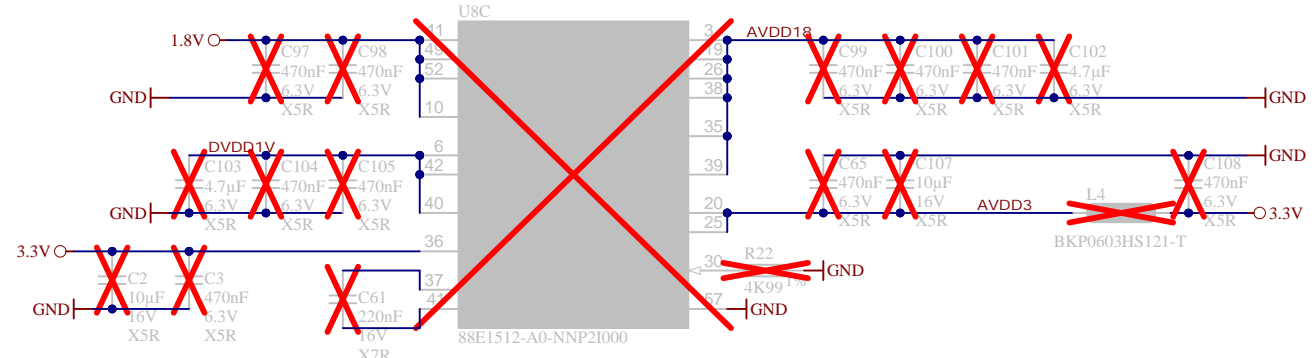 U8C
1.8V
C97
470nF
6.3V
X5R
C98
470nF
6.3V
X5R
GND
11
49
52
10
3
19
26
38
35
39
AVDD18
C99
470nF
6.3V
X5R
C100
470nF
6.3V
X5R
C101
470nF
6.3V
X5R
C102
4.7µF
6.3V
X5R
GND
DVDD1V
C103
4.7µF
6.3V
X5R
C104
470nF
6.3V
X5R
C105
470nF
6.3V
X5R
GND
6
42
40
20
25
C65
470nF
6.3V
X5R
C107
10µF
16V
X5R
AVDD3
L4
BKP0603HS121-T
C108
470nF
6.3V
X5R
GND
3.3V
3.3V
C2
10µF
16V
X5R
C3
470nF
6.3V
X5R
GND
36
37
41
C61
220nF
16V
X7R
30
R22
4K99
1%
GND
57
GND
88E1512-A0-NNP2I000